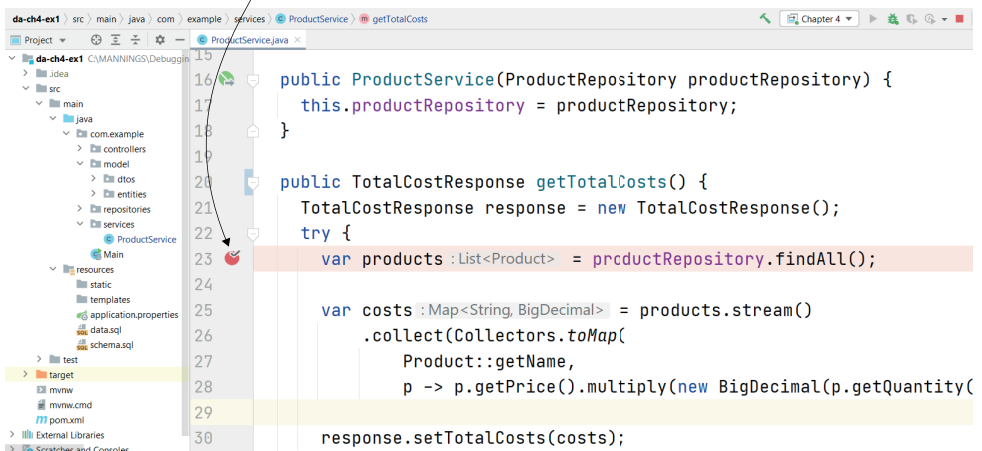 da-ch4-ex1 > src > main > java > com > example > services > ProductService > getTotalCosts
Chapter 4
Project
ProductService.java
da-ch4-ex1 C:\MANNINGS\Debuggin
.idea
src
main
java
com.example
controllers
model
dtos
entities
repositories
services
ProductService
Main
resources
static
templates
application.properties
data.sql
schema.sql
test
target
mvnw
mvnw.cmd
pom.xml
External Libraries
Scratches and Consoles
15
16 public ProductService(ProductRepository productRepository) {
17 this.productRepository = productRepository;
18 }
19
20 public TotalCostResponse getTotalCosts() {
21 TotalCostResponse response = new TotalCostResponse();
22 try {
23 var products : List<Product> = productRepository.findAll();
24
25 var costs : Map<String, BigDecimal> = products.stream()
26 .collect(Collectors.toMap(
27 Product::getName,
28 p -> p.getPrice().multiply(new BigDecimal(p.getQuantity(
29
30 response.setTotalCosts(costs);